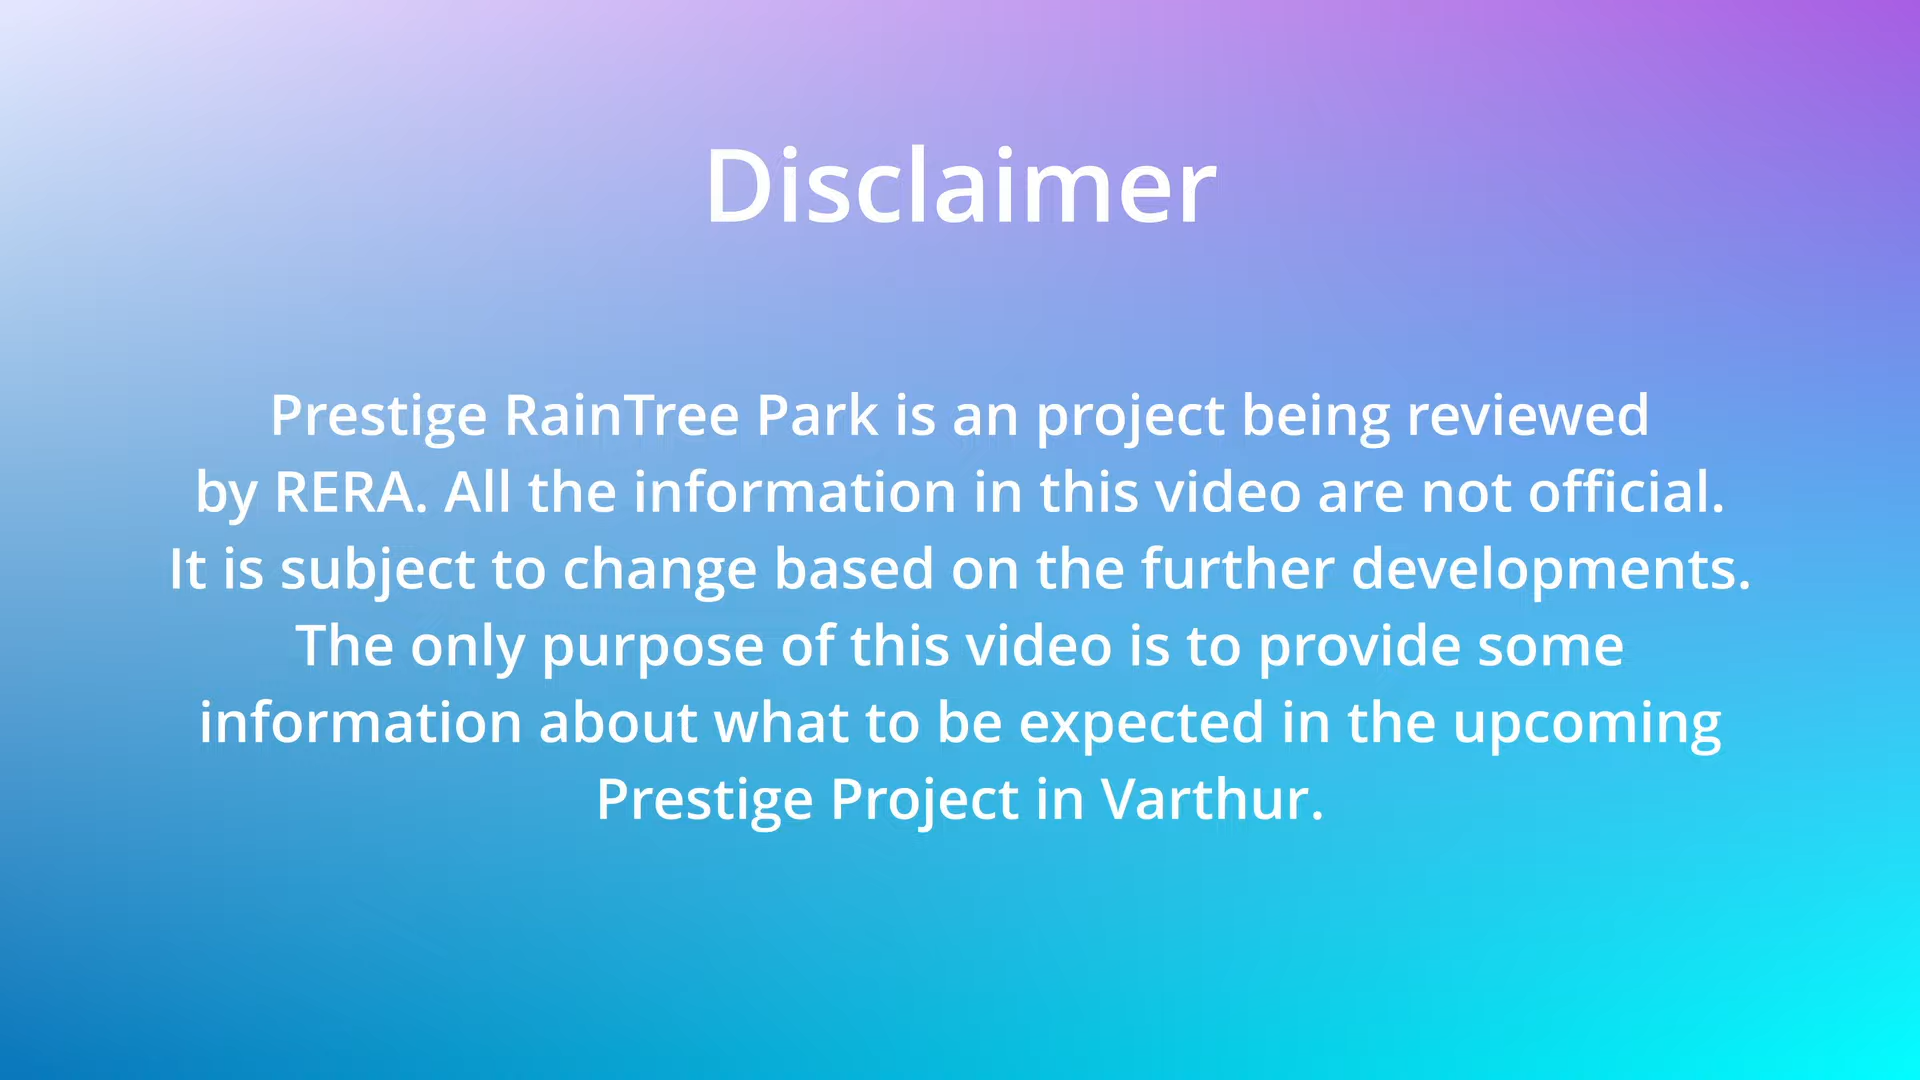 Disclaimer
Prestige RainTree Park is an project being reviewed
by RERA. All the information in this video are not official.
It is subject to change based on the further developments.
The only purpose of this video is to provide some
information about what to be expected in the upcoming
Prestige Project in Varthur.